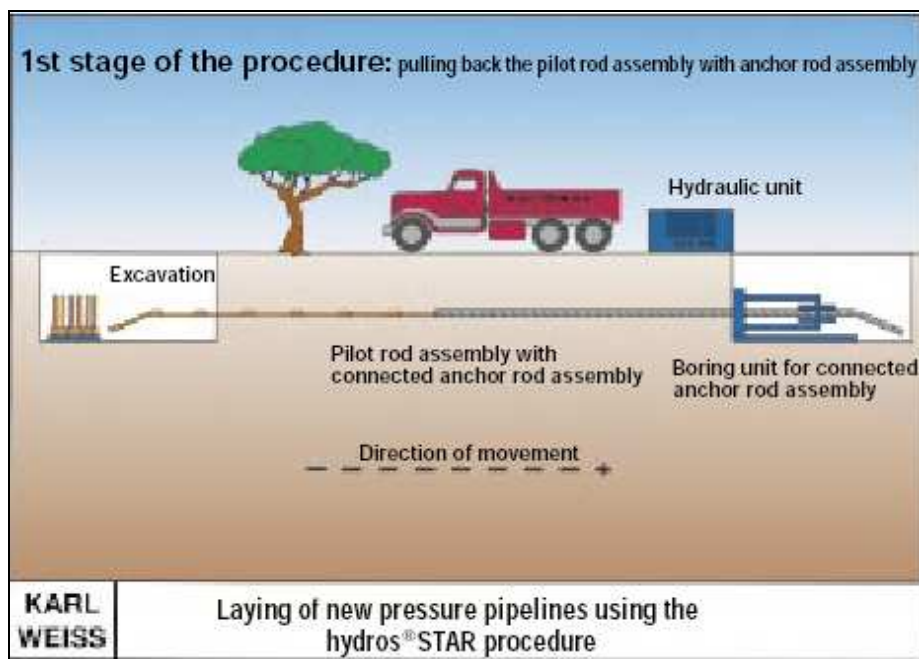 1st stage of the procedure: pulling back the pilot rod assembly with anchor rod assembly
Hydraulic unit
Excavation
Pilot rod assembly with
connected anchor rod assembly
Boring unit for connected
anchor rod assembly
Direction of movement
KARL
WEISS
Laying of new pressure pipelines using the
hydros®STAR procedure